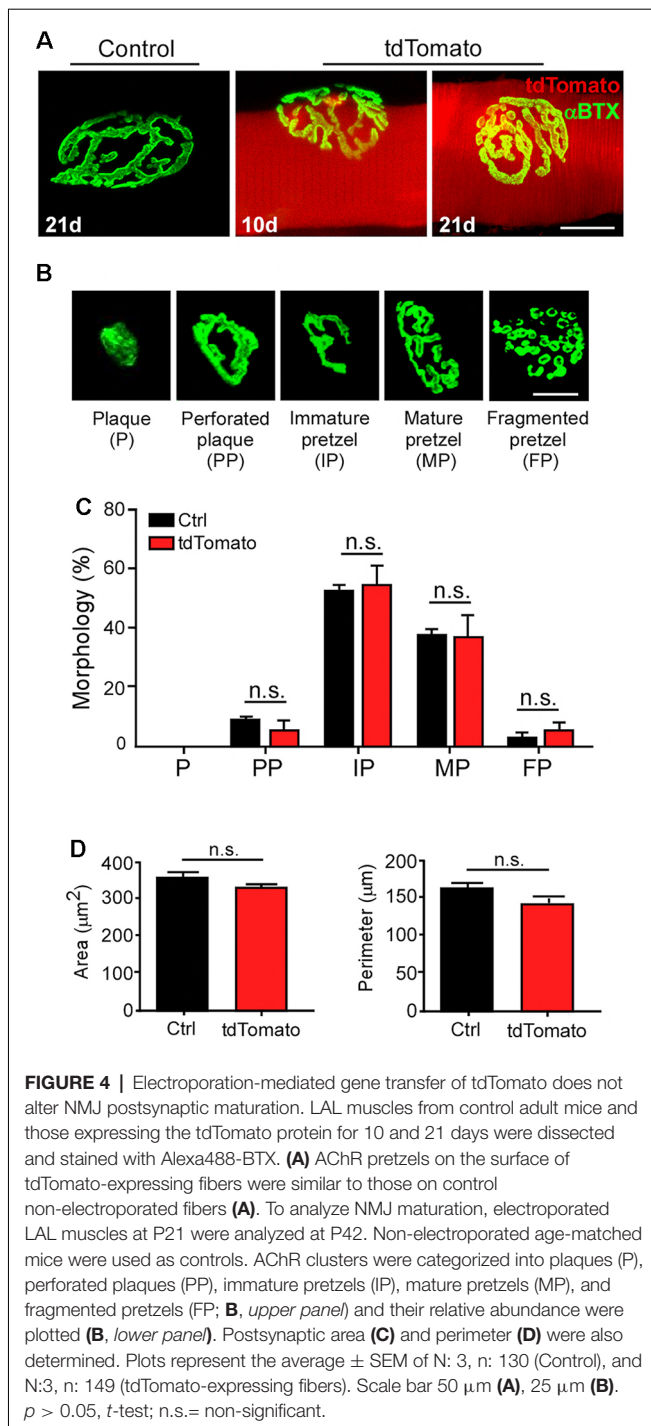 A
Control
tdTomato
tdTomato
αBTX
21d
10d
21d
B
Plaque
(P)
Perforated
plaque
(PP)
Immature
pretzel
(IP)
Mature
pretzel
(MP)
Fragmented
pretzel
(FP)
C
Morphology (%)
80
60
40
20
0
Ctrl
tdTomato
n.s.
n.s.
n.s.
n.s.
P
PP
IP
MP
FP
D
Area (μm²)
400
300
200
300
100
0
n.s.
Ctrl
tdTomato
Perimeter (μm)
200
150
100
50
0
n.s.
Ctrl
tdTomato
FIGURE 4 | Electroporation-mediated gene transfer of tdTomato does not
alter NMJ postsynaptic maturation. LAL muscles from control adult mice and
those expressing the tdTomato protein for 10 and 21 days were dissected
and stained with Alexa488-BTX. (A) AChR pretzels on the surface of
tdTomato-expressing fibers were similar to those on control
non-electroporated fibers (A). To analyze NMJ maturation, electroporated
LAL muscles at P21 were analyzed at P42. Non-electroporated age-matched
mice were used as controls. AChR clusters were categorized into plaques (P),
perforated plaques (PP), immature pretzels (IP), mature pretzels (MP), and
fragmented pretzels (FP; B, upper panel) and their relative abundance were
plotted (B, lower panel). Postsynaptic area (C) and perimeter (D) were also
determined. Plots represent the average ± SEM of N: 3, n: 130 (Control), and
N:3, n: 149 (tdTomato-expressing fibers). Scale bar 50 μm (A), 25 μm (B).
p > 0.05, t-test; n.s.= non-significant.